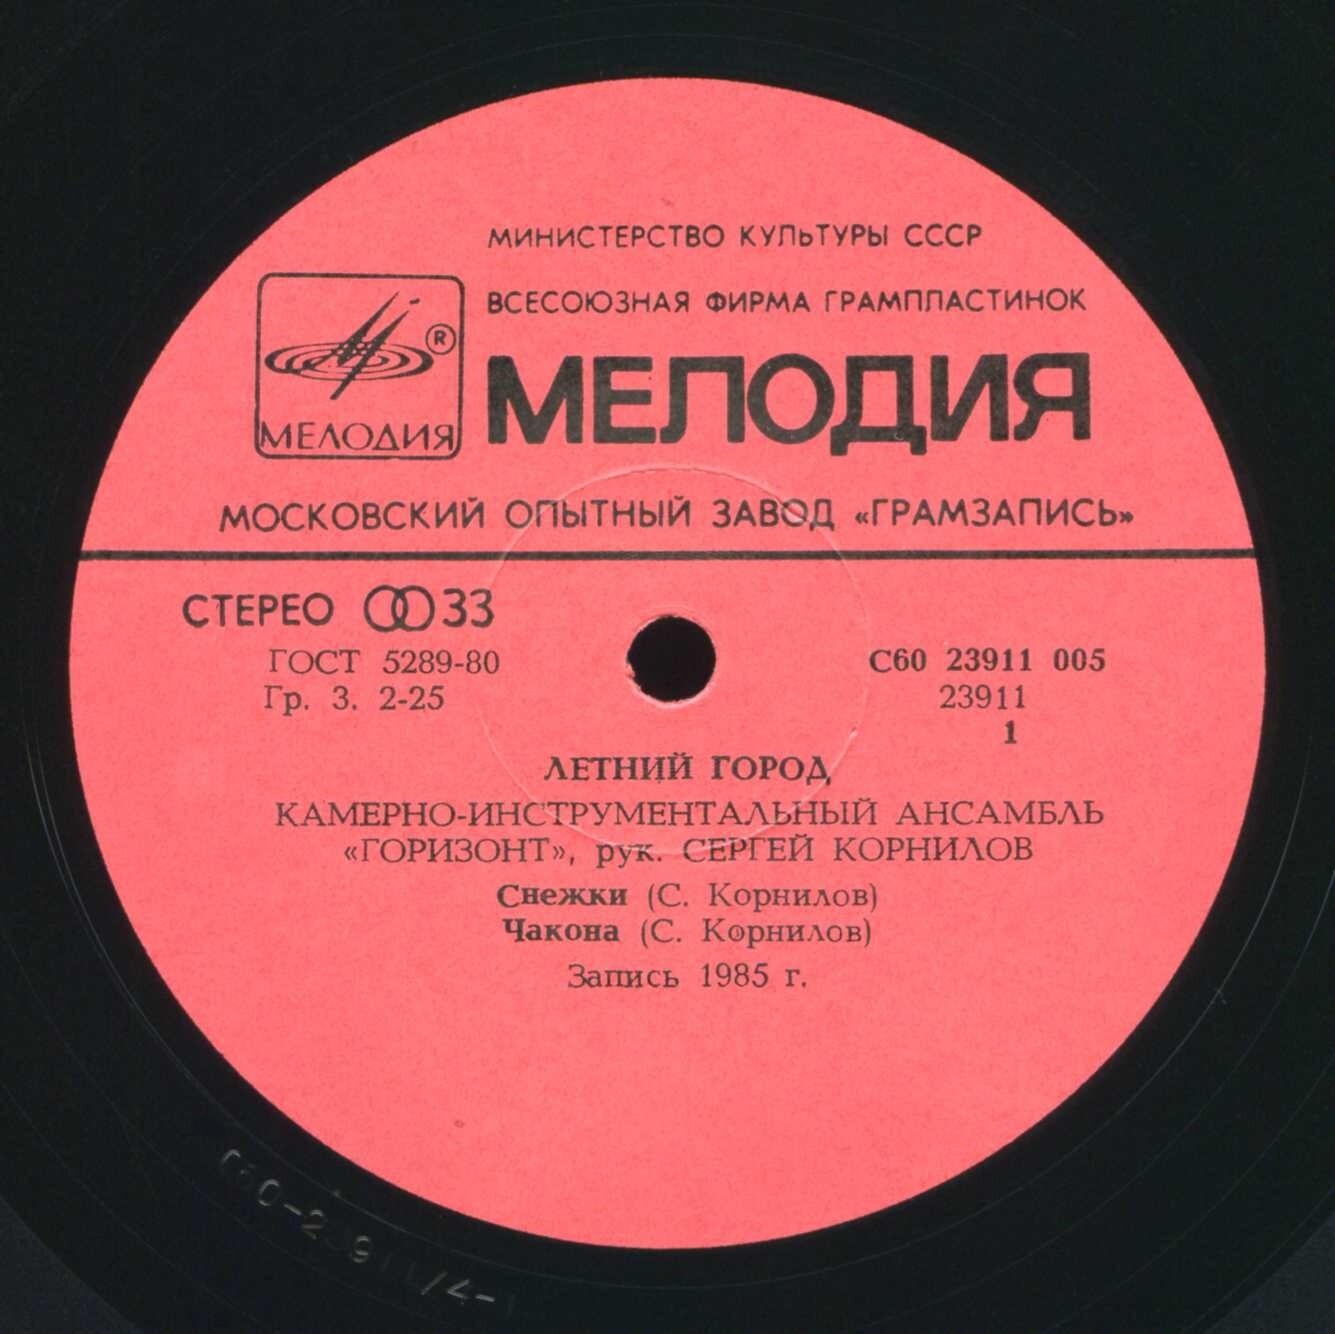 МИНИСТЕРСТВО КУЛЬТУРЫ СССР
ВСЕСОЮЗНАЯ ФИРМА ГРАМПЛАСТИНОК
® МЕЛОДИЯ
МЕЛОДИЯ
МОСКОВСКИЙ ОПЫТНЫЙ ЗАВОД «ГРАМЗАПИСЬ»
СТЕРЕО 33
ГОСТ 5289-80
Гр. 3. 2-25
С60 23911 005
23911
1
ЛЕТНИЙ ГОРОД
КАМЕРНО-ИНСТРУМЕНТАЛЬНЫЙ АНСАМБЛЬ
«ГОРИЗОНТ», рук. СЕРГЕЙ КОРНИЛОВ
Снежки (С. Корнилов)
Чакона (С. Корнилов)
Запись 1985 г.